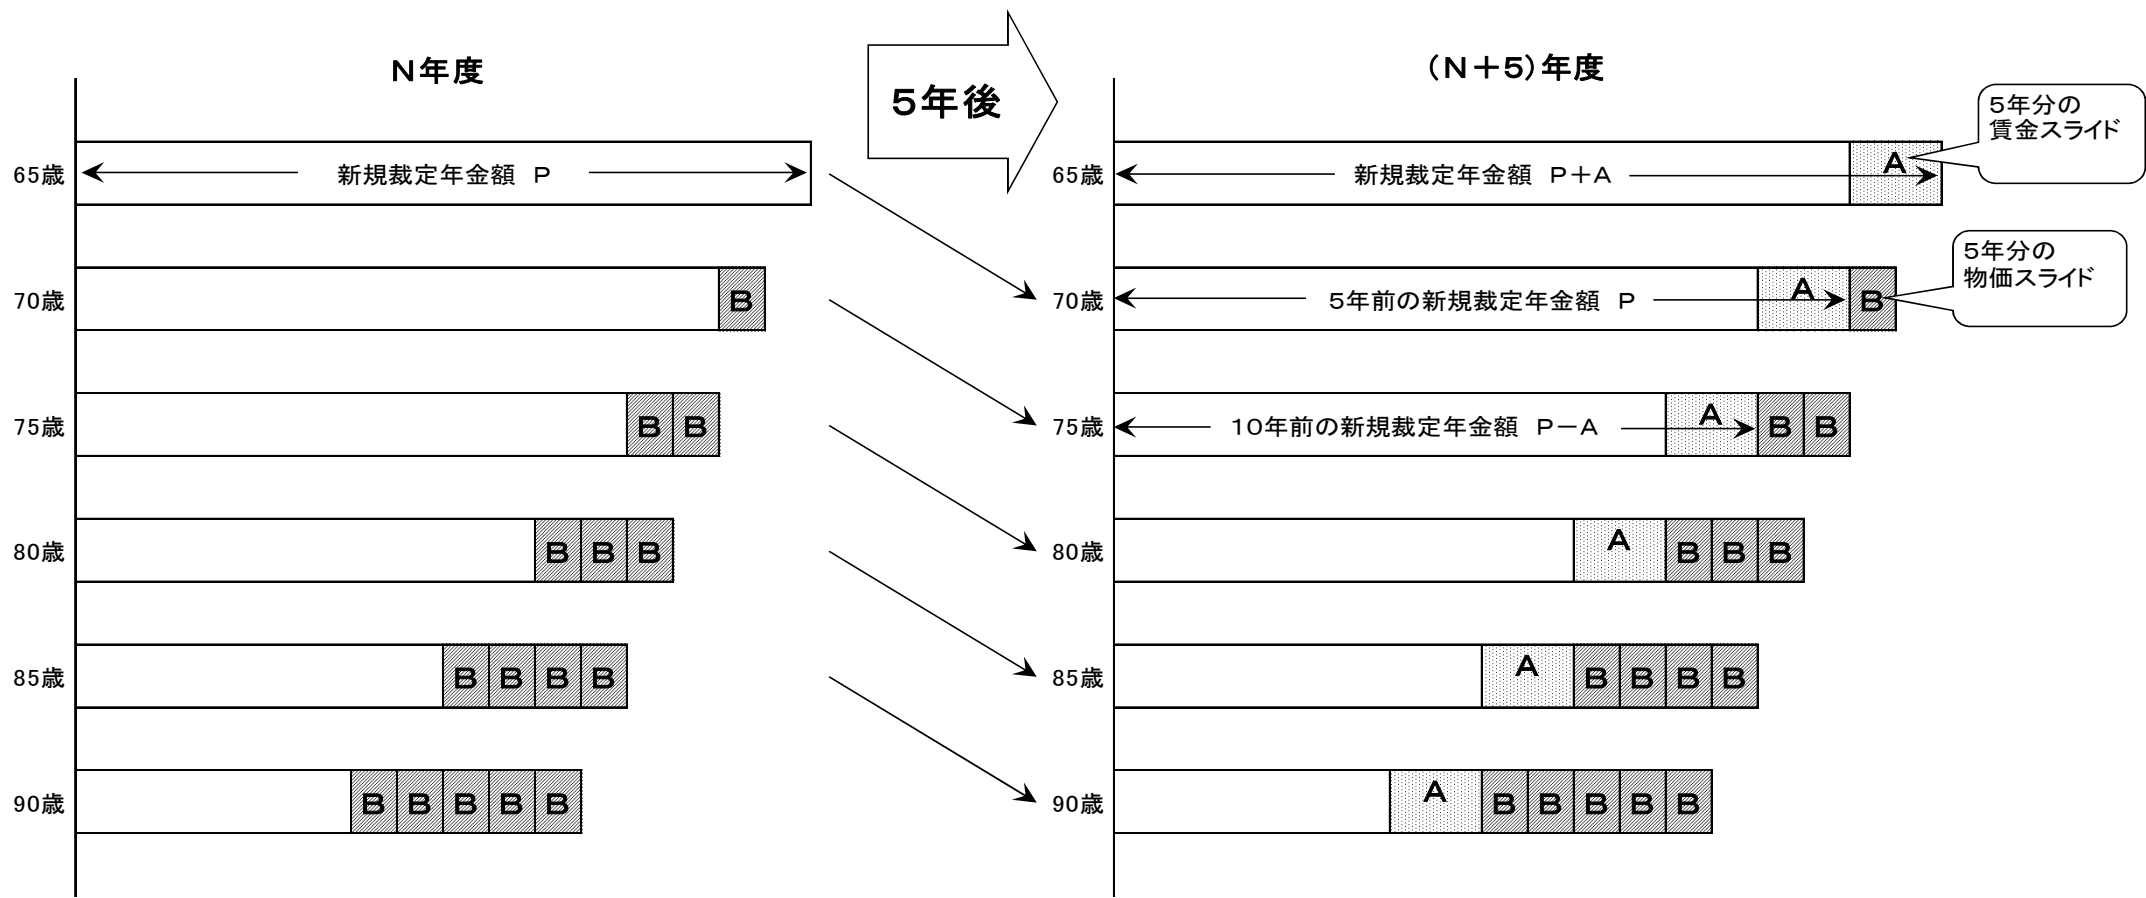 N年度
65歳
新規裁定年金額 P
70歳
B
75歳
B B
80歳
B B B
85歳
B B B B
90歳
B B B B B
5年後
(N+5)年度
65歳
新規裁定年金額 P+A
A
5年分の
賃金スライド
70歳
5年前の新規裁定年金額 P
A
B
5年分の
物価スライド
75歳
10年前の新規裁定年金額 P-A
A
B B
80歳
A
B B B
85歳
A
B B B B
90歳
A
B B B B B